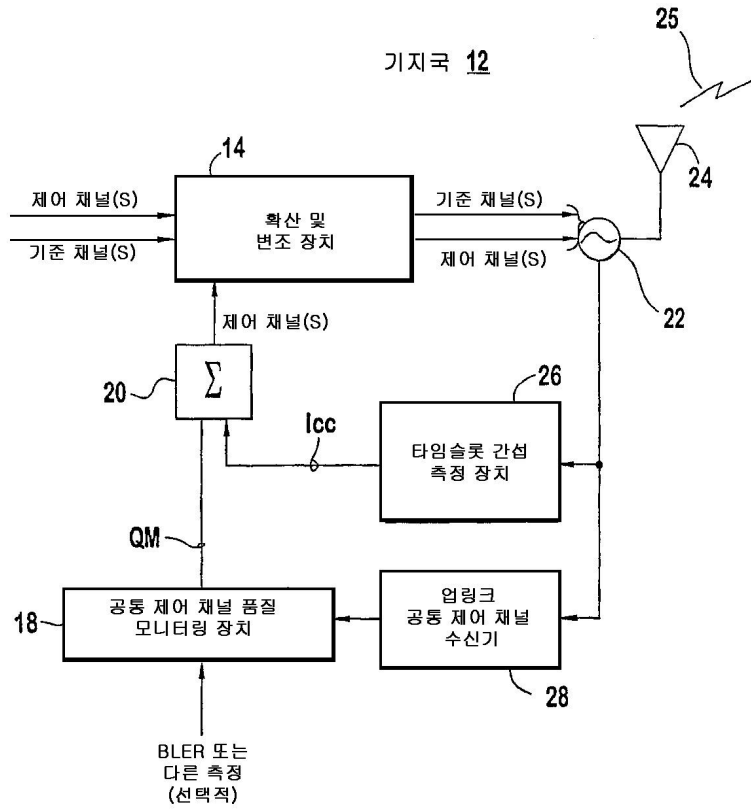 25
기지국 12
14
24
제어 채널(S)
기준 채널(S)
확산 및
변조 장치
기준 채널(S)
제어 채널(S)
22
제어 채널(S)
20
Σ
26
Icc
타임슬롯 간섭
측정 장치
QM
18
공통 제어 채널 품질
모니터링 장치
업링크
공통 제어 채널
수신기
28
BLER 또는
다른 측정
(선택적)